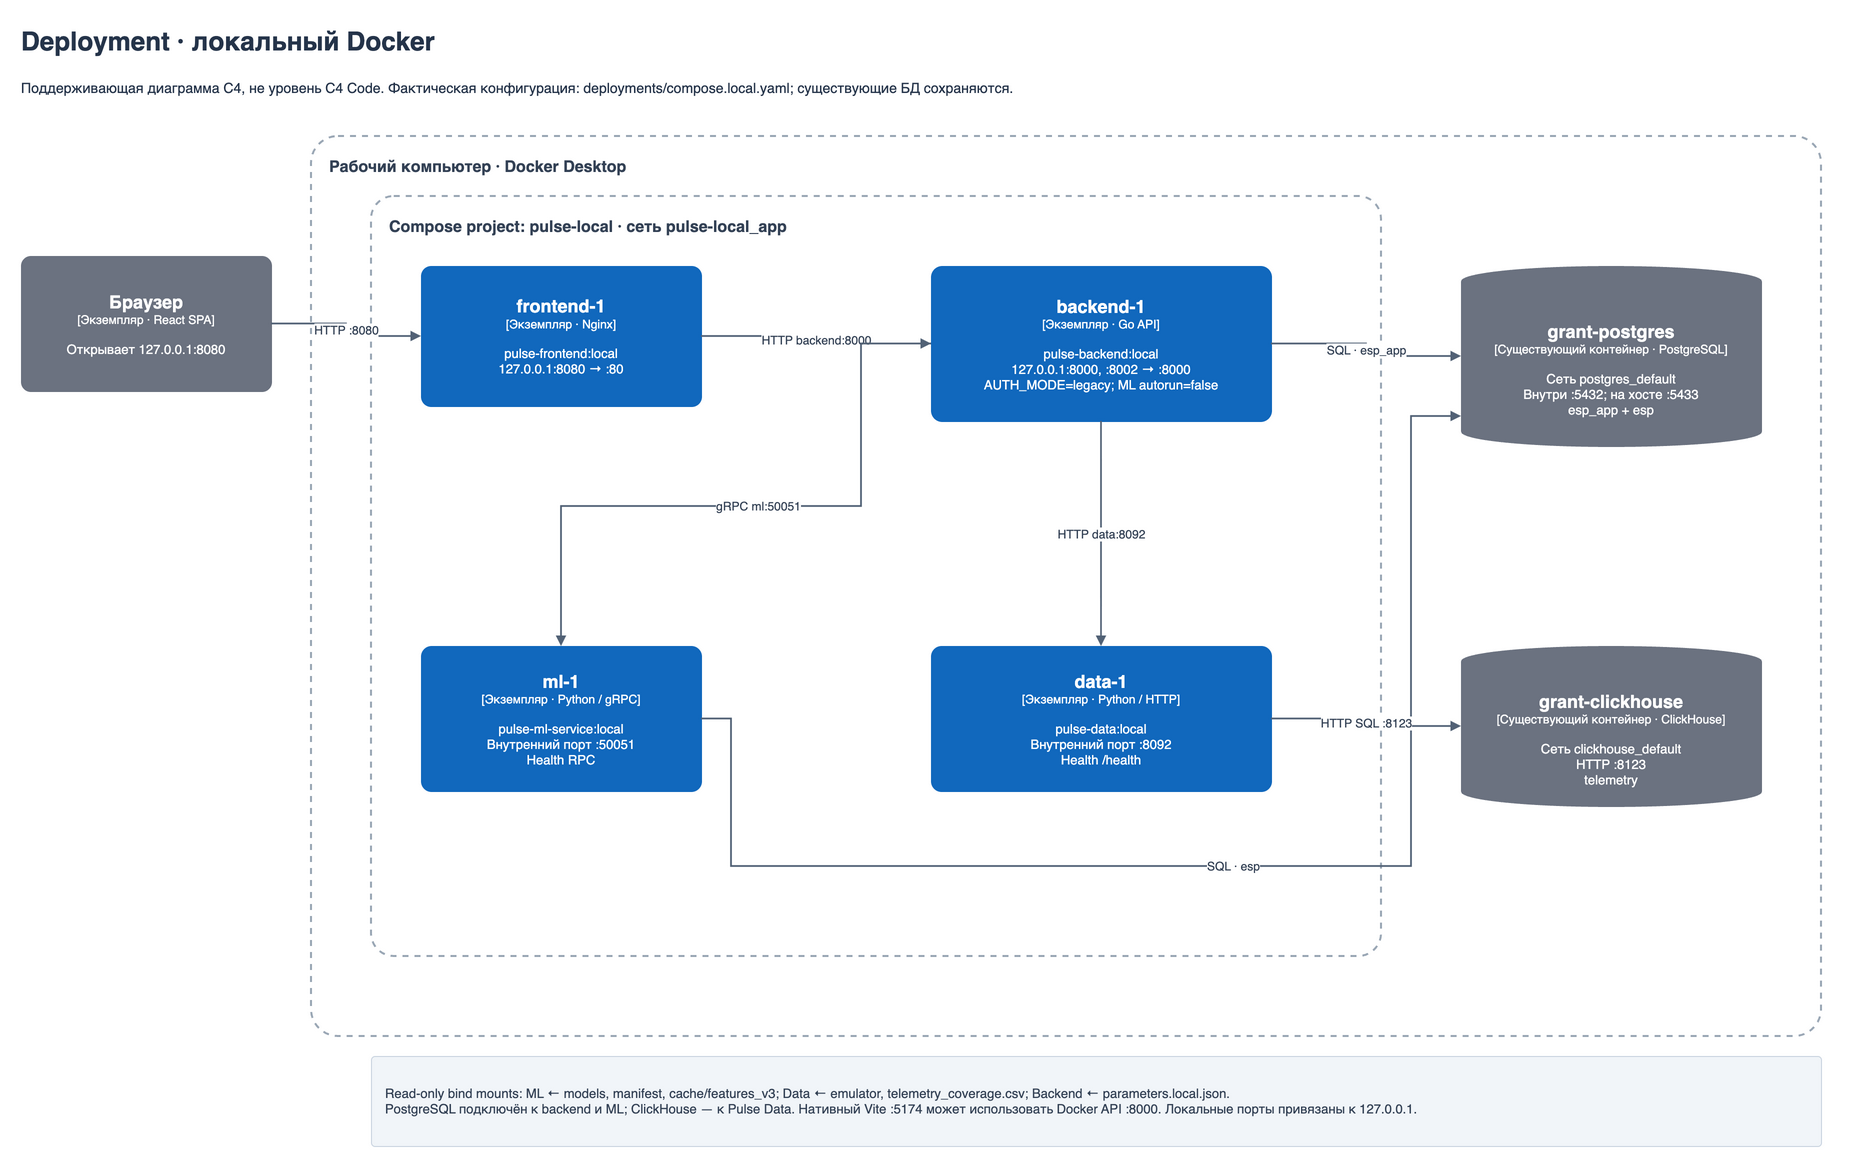 Deployment · локальный Docker
Поддерживающая диаграмма C4, не уровень C4 Code. Фактическая конфигурация: deployments/compose.local.yaml; существующие БД сохраняются.
Рабочий компьютер · Docker Desktop
Compose project: pulse-local · сеть pulse-local_app
Браузер
[Экземпляр · React SPA]
Открывает 127.0.0.1:8080
HTTP :8080
frontend-1
[Экземпляр · Nginx]
pulse-frontend:local
127.0.0.1:8080 → :80
HTTP backend:8000
backend-1
[Экземпляр · Go API]
pulse-backend:local
127.0.0.1:8000, :8002 → :8000
AUTH_MODE=legacy; ML autorun=false
SQL · esp_app
grant-postgres
[Существующий контейнер · PostgreSQL]
Сеть postgres_default
Внутри :5432; на хосте :5433
esp_app + esp
gRPC ml:50051
HTTP data:8092
ml-1
[Экземпляр · Python / gRPC]
pulse-ml-service:local
Внутренний порт :50051
Health RPC
data-1
[Экземпляр · Python / HTTP]
pulse-data:local
Внутренний порт :8092
Health /health
HTTP SQL :8123
grant-clickhouse
[Существующий контейнер · ClickHouse]
Сеть clickhouse_default
HTTP :8123
telemetry
SQL · esp
Read-only bind mounts: ML ← models, manifest, cache/features_v3; Data ← emulator, telemetry_coverage.csv; Backend ← parameters.local.json.
PostgreSQL подключён к backend и ML; ClickHouse — к Pulse Data. Нативный Vite :5174 может использовать Docker API :8000. Локальные порты привязаны к 127.0.0.1.